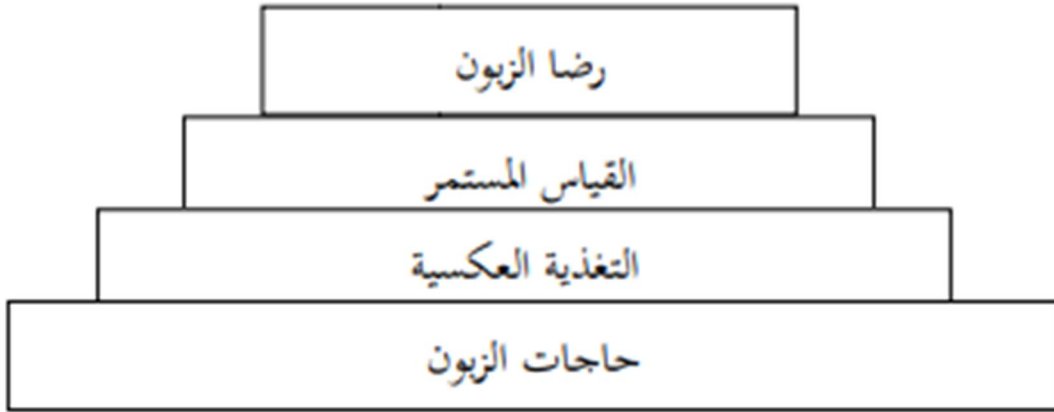 رضا الزبون
القياس المستمر
التغذية العكسية
حاجات الزبون